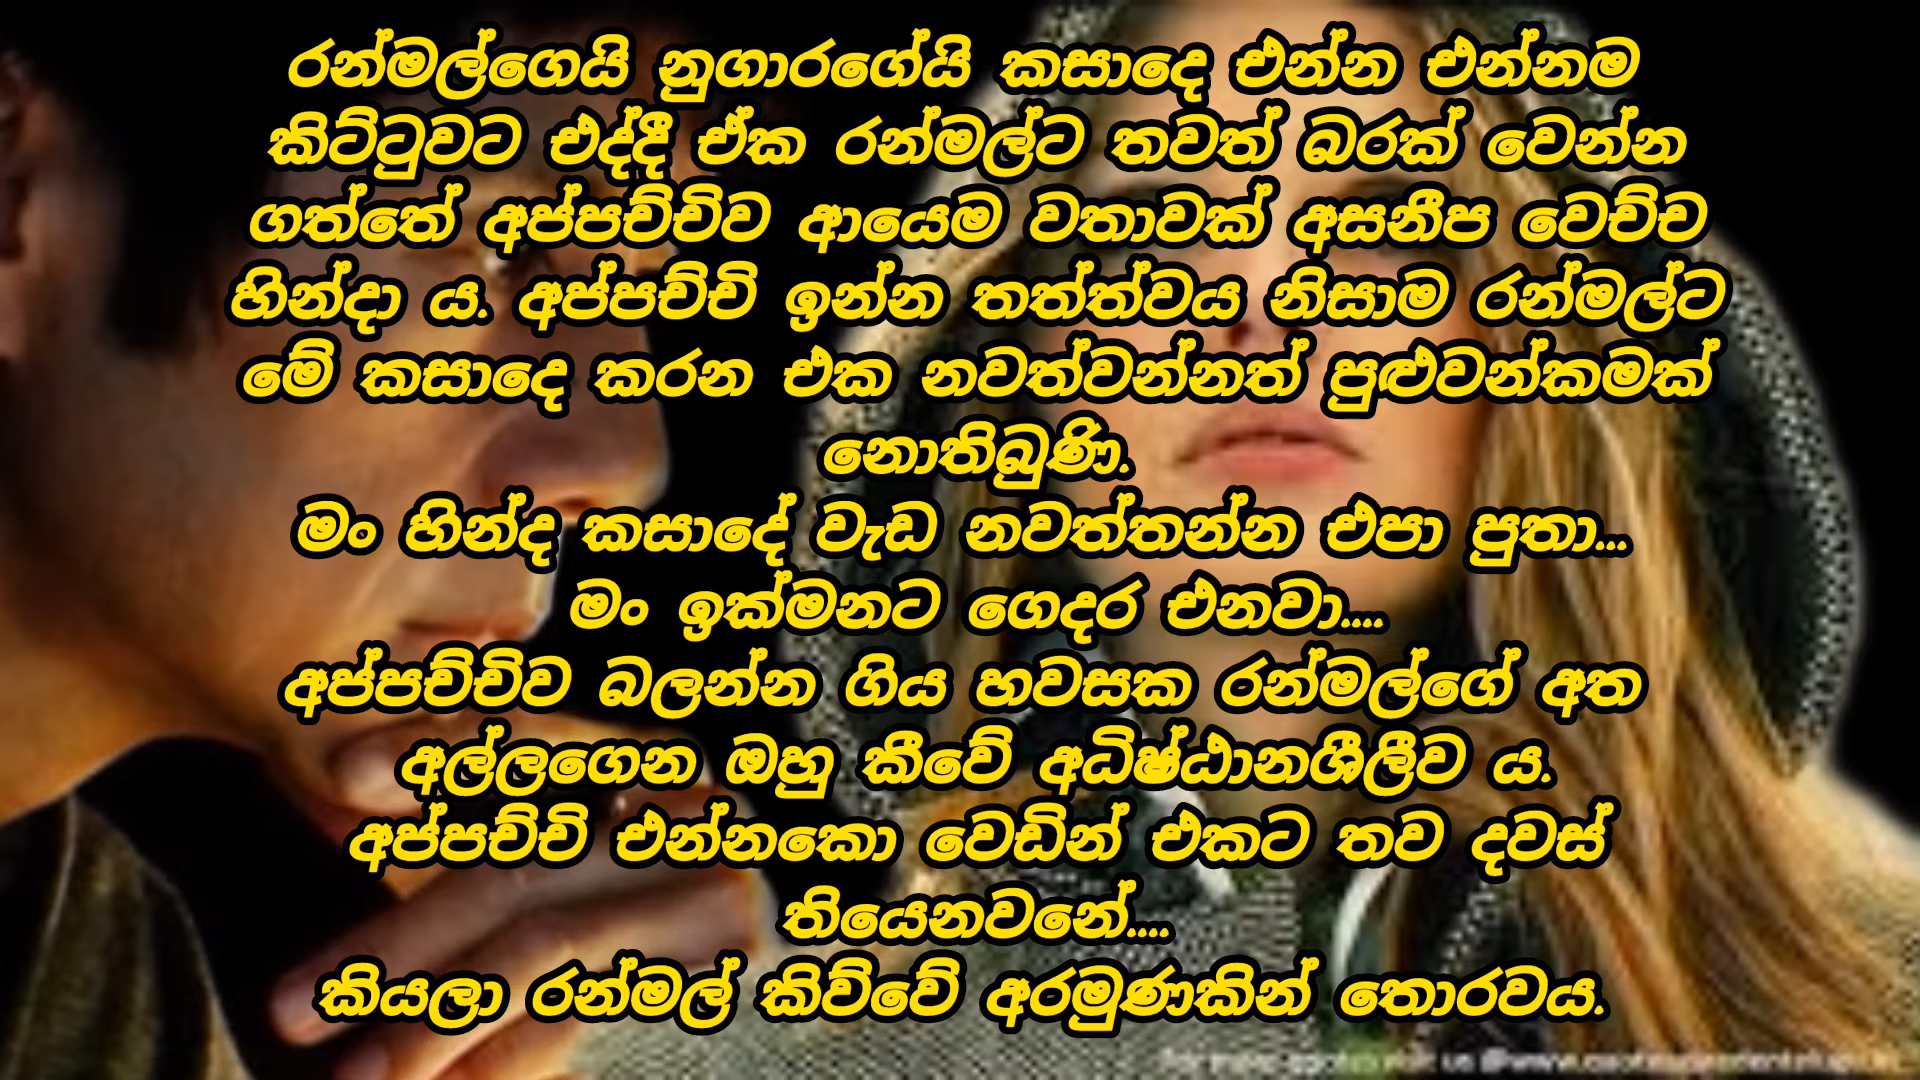 රන්මල්ගෙයි නුගාරගේයි කසාදෙ එන්න එන්නම
කිට්ටුවට එද්දී ඒක රන්මල්ට තවත් බරක් වෙන්න
ගත්තේ අප්පච්චිව ආයෙම වතාවක් අසනීප වෙච්ච
හින්දා ය. අප්පච්චි ඉන්න තත්ත්වය නිසාම රන්මල්ට
මේ කසාදෙ කරන එක නවත්වන්නත් පුළුවන්කමක්
නොතිබුණි.
මං හින්ද කසාදේ වැඩ නවත්තන්න එපා පුතා...
මං ඉක්මනට ගෙදර එනවා....
අප්පච්චිව බලන්න ගිය හවසක රන්මල්ගේ අත
අල්ලගෙන ඔහු කීවේ අධිෂ්ඨානශීලීව ය.
අප්පච්චි එන්නකො වෙඩින් එකට තව දවස්
තියෙනවනේ....
කියලා රන්මල් කිව්වේ අරමුණකින් තොරවය.